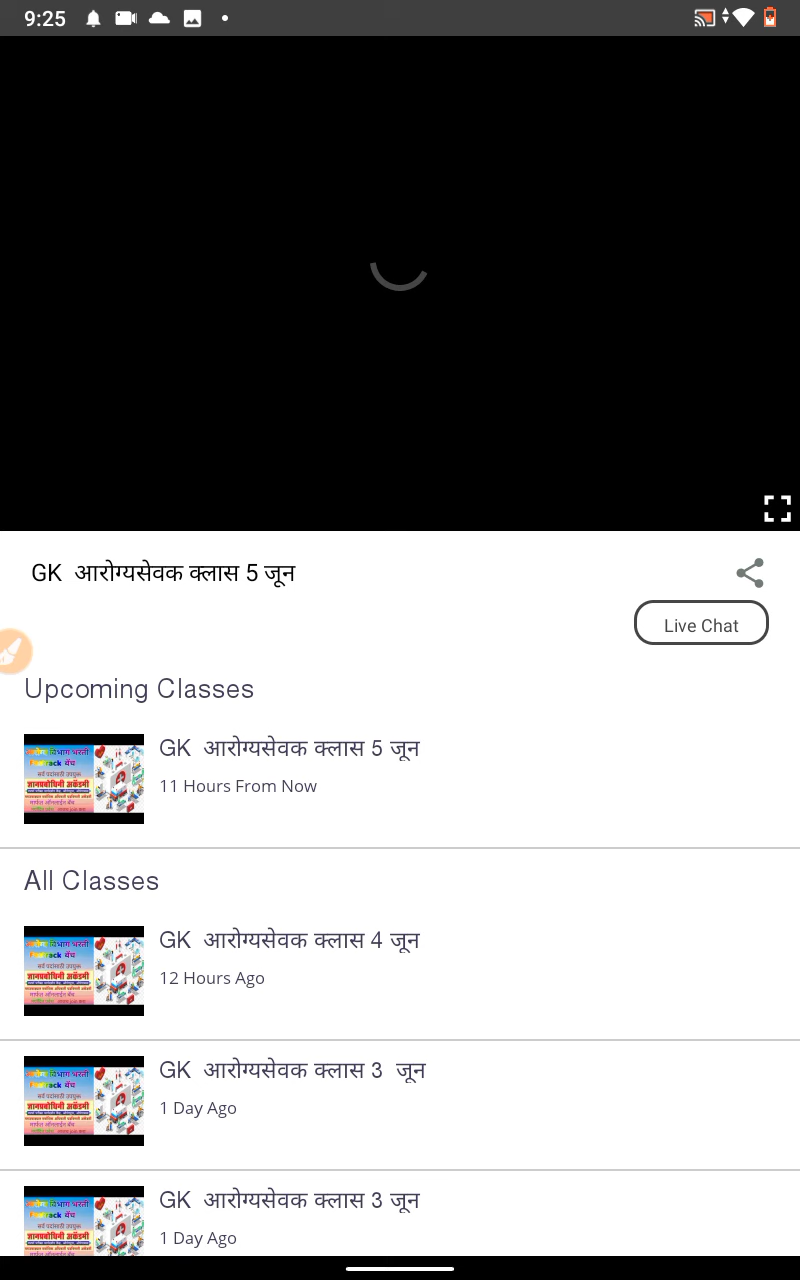 9:25
GK आरोग्यसेवक क्लास 5 जून
Live Chat
Upcoming Classes
GK आरोग्यसेवक क्लास 5 जून
11 Hours From Now
All Classes
GK आरोग्यसेवक क्लास 4 जून
12 Hours Ago
GK आरोग्यसेवक क्लास 3 जून
1 Day Ago
GK आरोग्यसेवक क्लास 3 जून
1 Day Ago